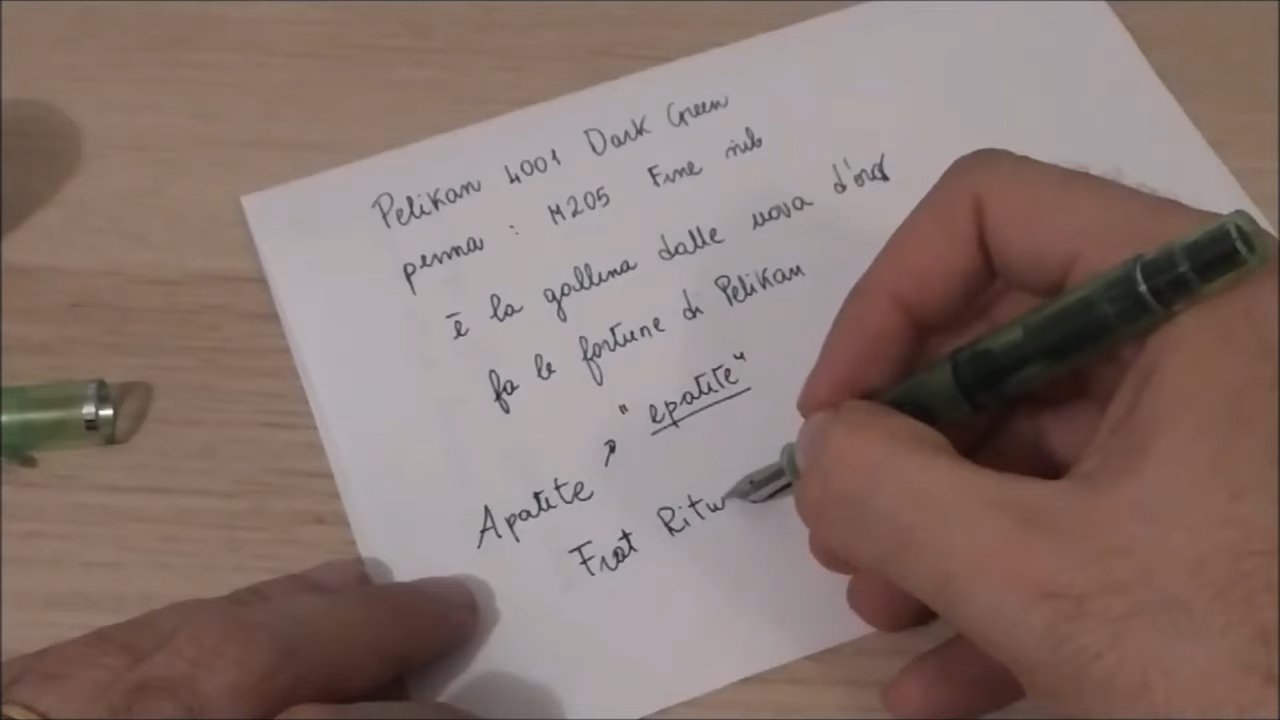 Pelikan 4001 Dark Green
penna : M205 Fine nib
è la gallina dalle uova d'oro
fa le fortune di Pelikan
"epatite"
Apatite
Frat Ritu